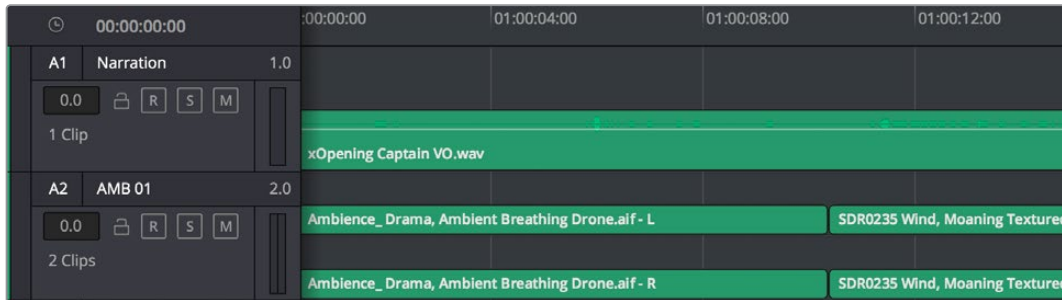 00:00:00:00
:00:00:00 01:00:04:00 01:00:08:00 01:00:12:00
A1 Narration 1.0
0.0 R S M
1 Clip
xOpening Captain VO.wav
A2 AMB 01 2.0
0.0 R S M
2 Clips
Ambience_ Drama, Ambient Breathing Drone.aif - L SDR0235 Wind, Moaning Texture
Ambience_ Drama, Ambient Breathing Drone.aif - R SDR0235 Wind, Moaning Texture